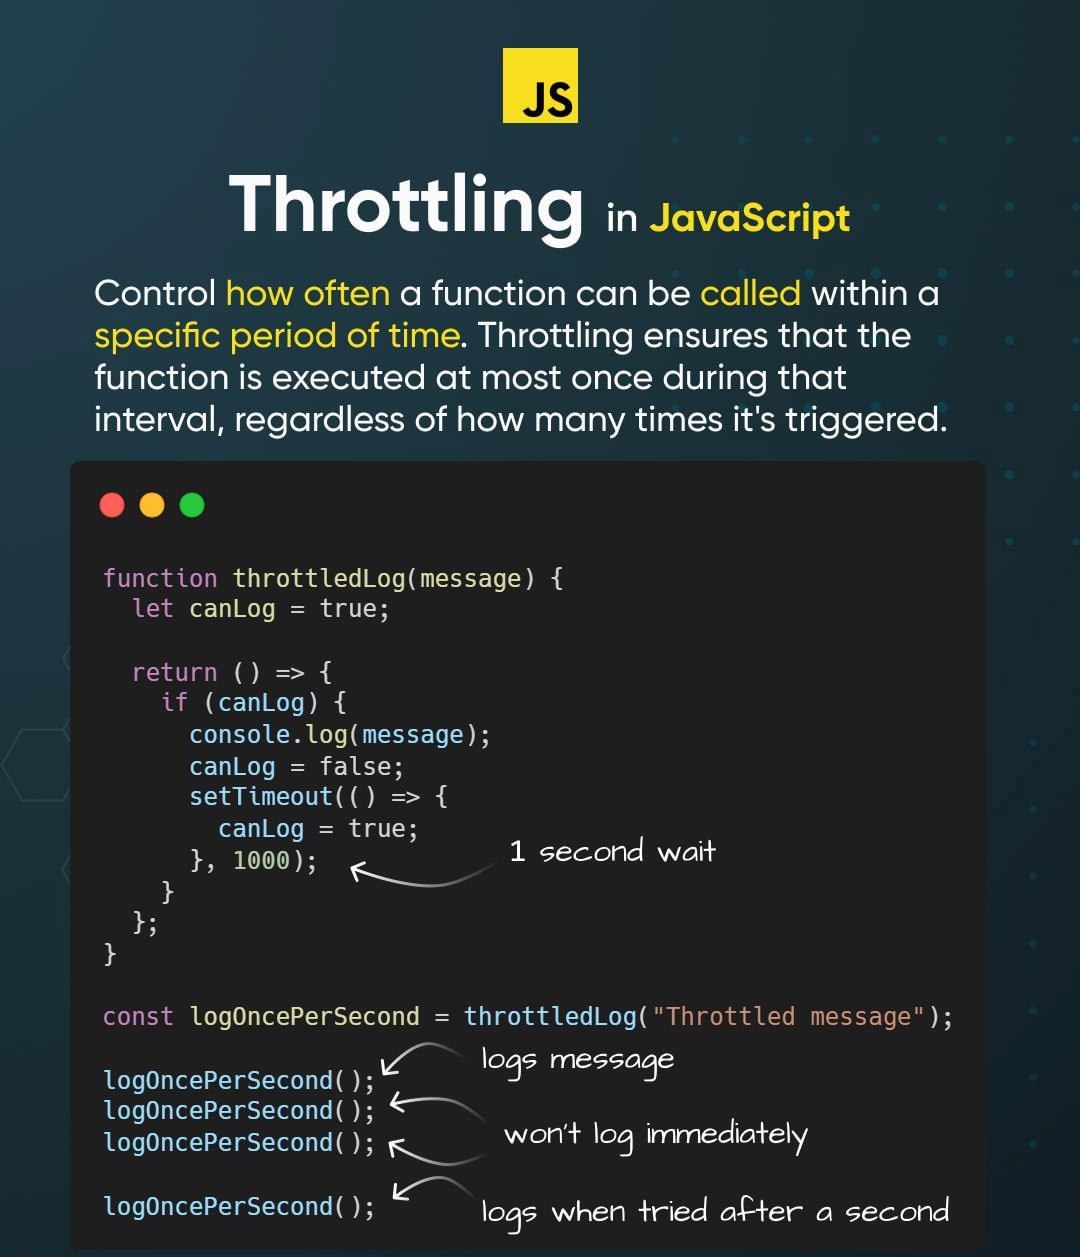 JS
Throttling in JavaScript
Control how often a function can be called within a
specific period of time. Throttling ensures that the
function is executed at most once during that
interval, regardless of how many times it's triggered.
function throttledLog(message) {
  let canLog = true;
  return () => {
    if (canLog) {
      console.log(message);
      canLog = false;
      setTimeout(() => {
        canLog = true;
      }, 1000);
1 second wait
    }
  };
}
const logOncePerSecond = throttledLog("Throttled message");
logOncePerSecond();
logs message
logOncePerSecond();
logOncePerSecond();
won't log immediately
logOncePerSecond();
logs when tried after a second